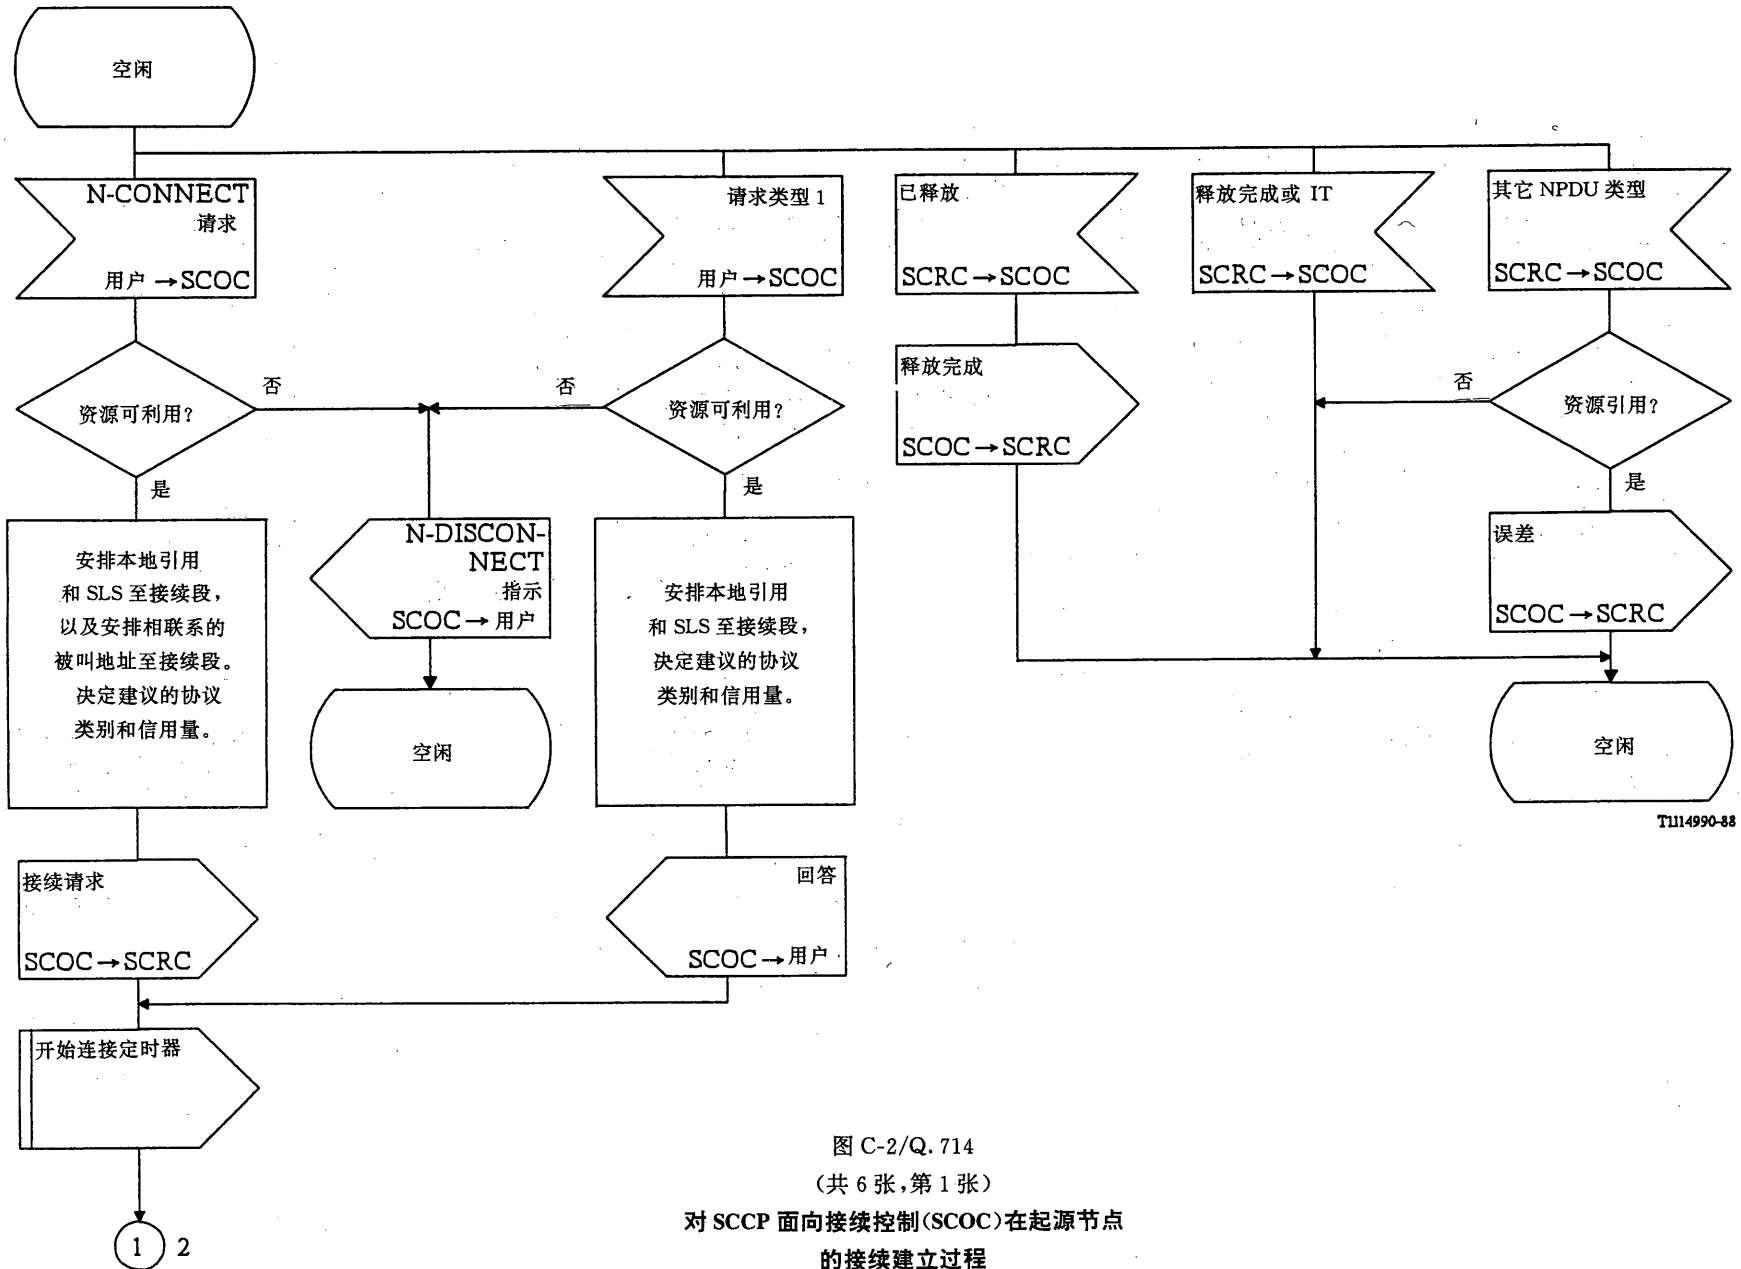 空闲
N-CONNECT
请求
用户→SCOC
请求类型1
用户→SCOC
已释放
SCRC→SCOC
释放完成或 IT
SCRC→SCOC
其它 NPDU 类型
SCRC→SCOC
资源可利用?
否
是
资源可利用?
否
是
释放完成
SCOC→SCRC
资源引用?
否
是
安排本地引用
和 SLS 至接续段,
以及安排相联系的
被叫地址至接续段。
决定建议的协议
类别和信用量。
N-DISCON-
NECT
指示
SCOC→用户
安排本地引用
和 SLS 至接续段,
决定建议的协议
类别和信用量。
误差
SCOC→SCRC
空闲
空闲
T1114990-88
接续请求
SCOC→SCRC
回答
SCOC→用户
开始连接定时器
1 2
图 C-2/Q.714
(共 6 张,第 1 张)
对 SCCP 面向接续控制(SCOC)在起源节点
的接续建立过程